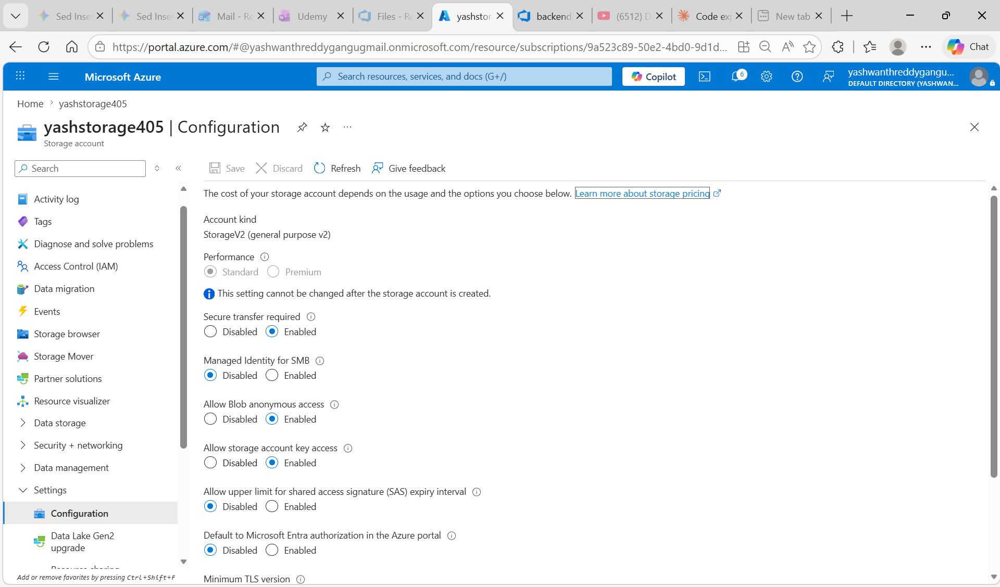 Sed Inse
Sed Inse
Mail - Re
Udemy
Files - Re
yashstor
backend
(6512) D
Code ex
New tab
https://portal.azure.com/#@yashwanthreddygangugmail.onmicrosoft.com/resource/subscriptions/9a523c89-50e2-4bd0-9d1d...
Chat
Microsoft Azure
Search resources, services, and docs (G+/)
Copilot
6
yashwanthreddygangu...
DEFAULT DIRECTORY (YASHWAN...
Home > yashstorage405
yashstorage405 | Configuration
Storage account
Search
Save
Discard
Refresh
Give feedback
Activity log
Tags
Diagnose and solve problems
Access Control (IAM)
Data migration
Events
Storage browser
Storage Mover
Partner solutions
Resource visualizer
Data storage
Security + networking
Data management
Settings
Configuration
Data Lake Gen2
upgrade
Resource sharing
Add or remove favorites by pressing Ctrl+Shift+F
The cost of your storage account depends on the usage and the options you choose below. Learn more about storage pricing
Account kind
StorageV2 (general purpose v2)
Performance
Standard Premium
This setting cannot be changed after the storage account is created.
Secure transfer required
Disabled Enabled
Managed Identity for SMB
Disabled Enabled
Allow Blob anonymous access
Disabled Enabled
Allow storage account key access
Disabled Enabled
Allow upper limit for shared access signature (SAS) expiry interval
Disabled Enabled
Default to Microsoft Entra authorization in the Azure portal
Disabled Enabled
Minimum TLS version